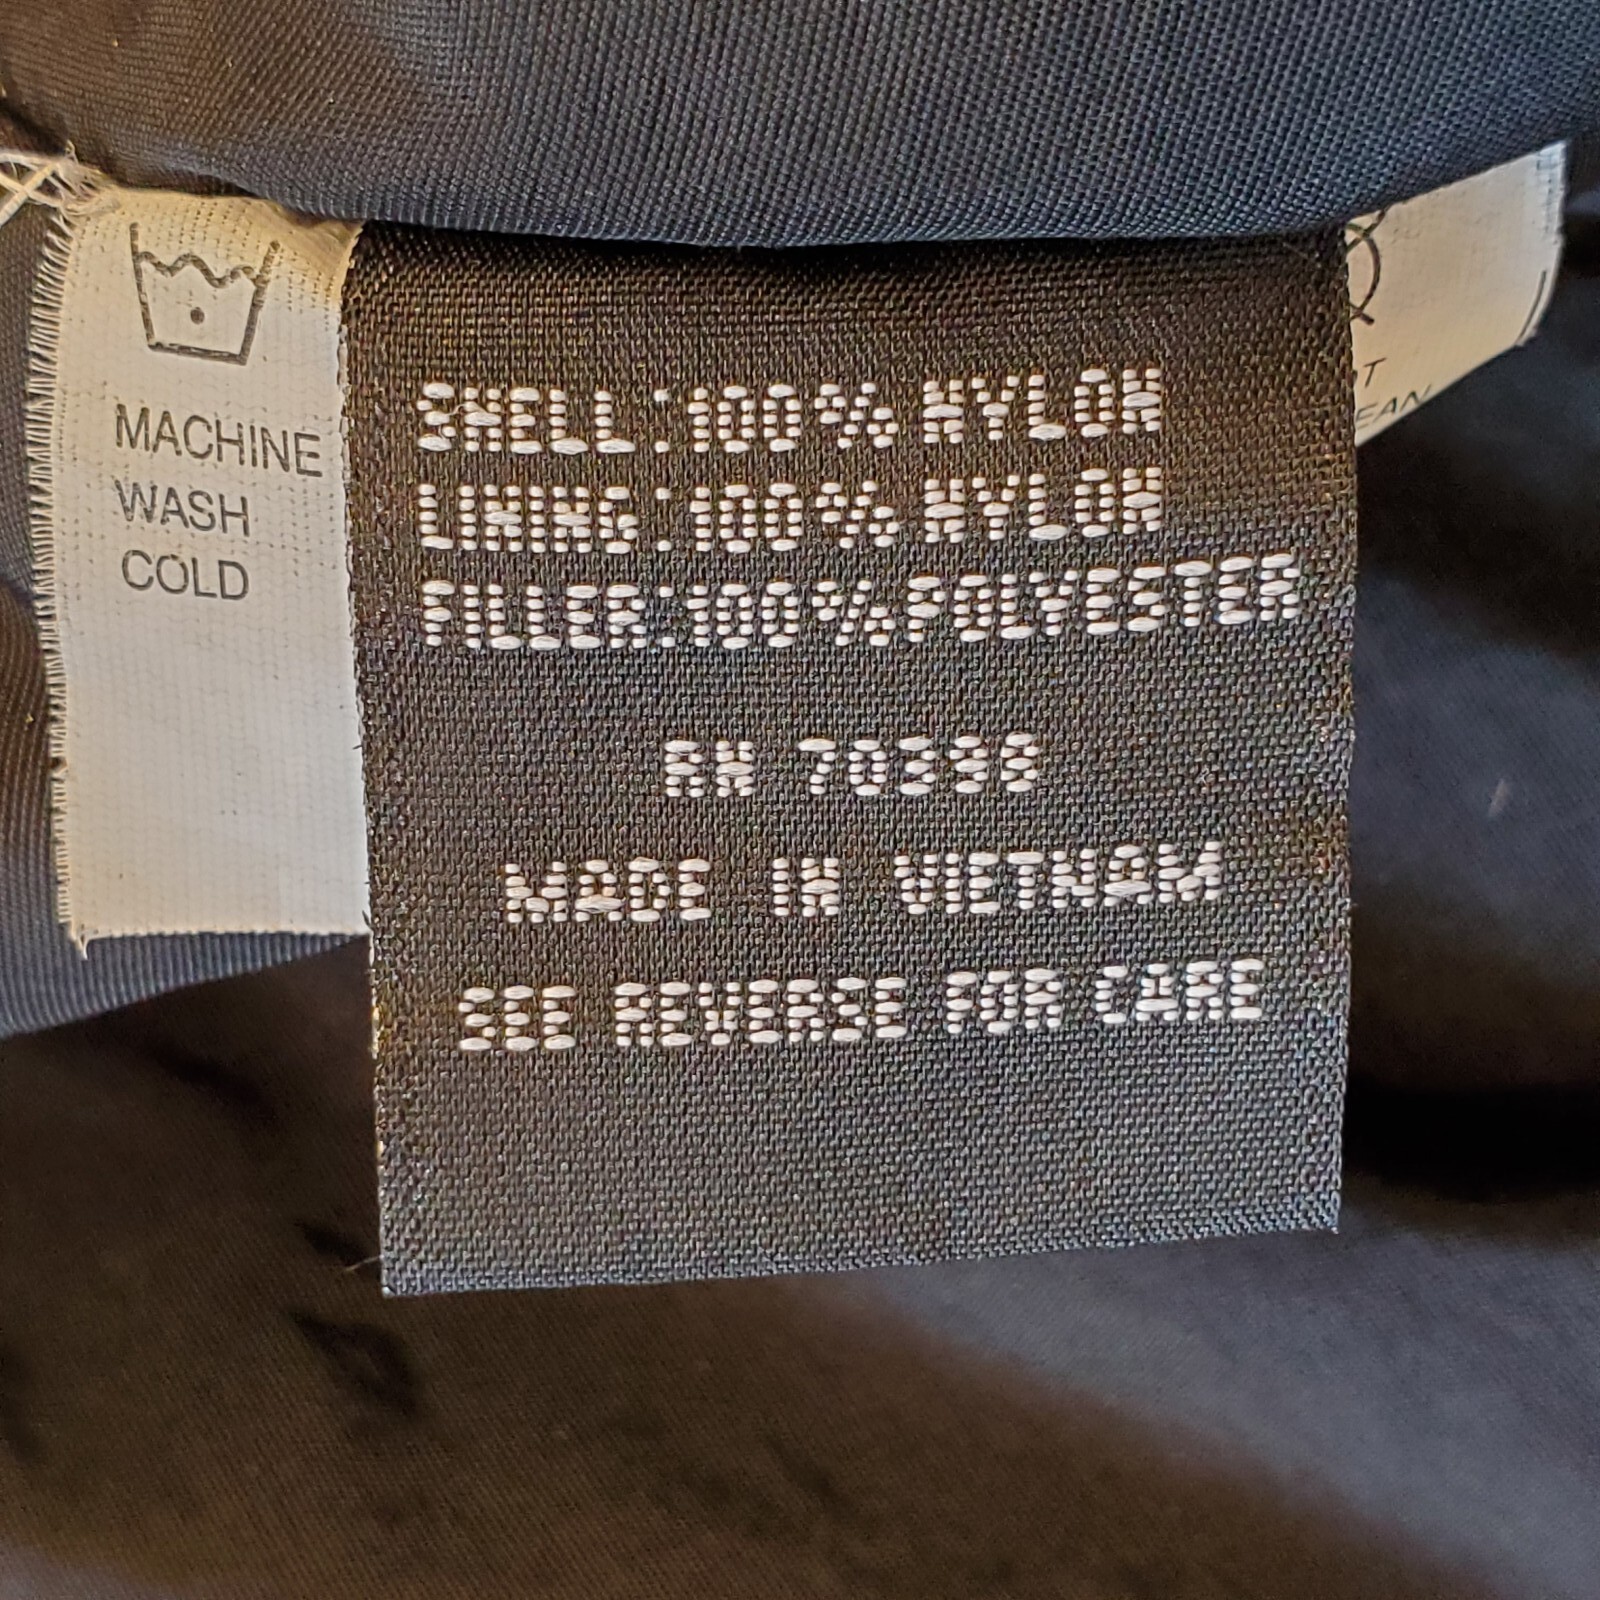 MACHINE
WASH
COLD
SHELL:100% NYLON
LINING:100% NYLON
FILLER:100%POLYESTER
RN 70398
MADE IN VIETNAM
SEE REVERSE FOR CARE